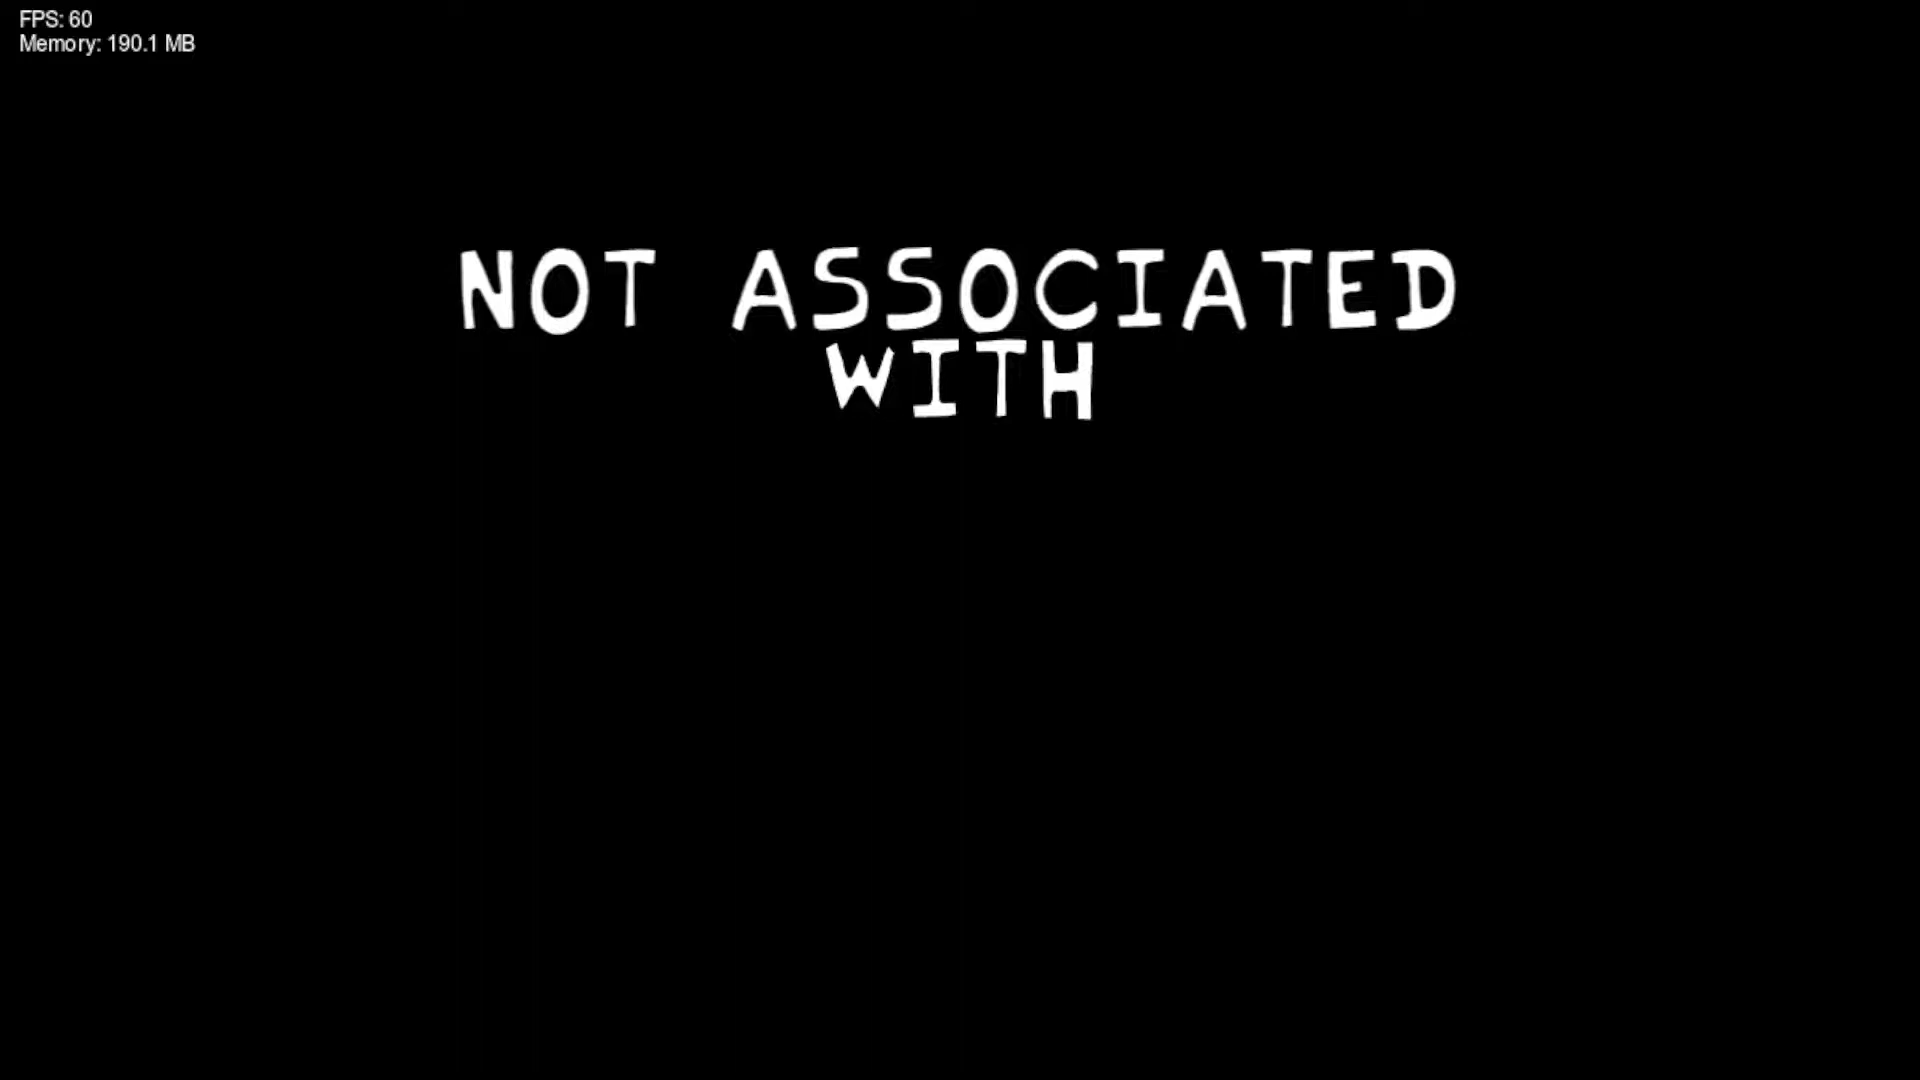 FPS: 60
Memory: 190.1 MB
NOT ASSOCIATED
WITH